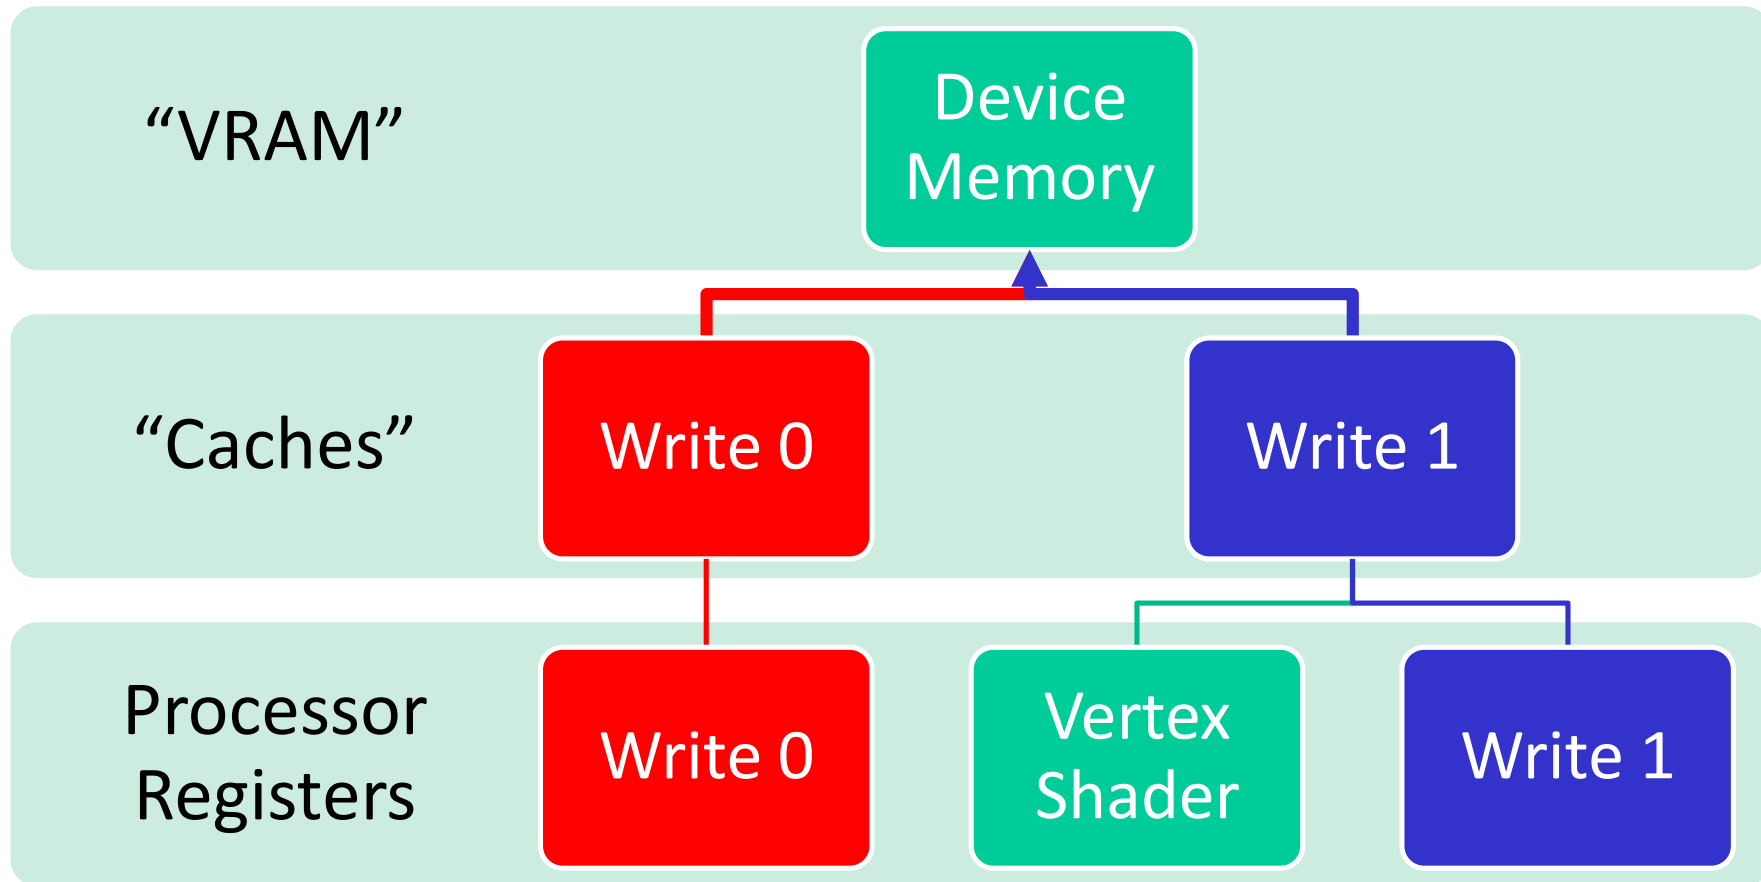 “VRAM”
Device
Memory
“Caches”
Write 0
Write 1
Processor
Registers
Write 0
Vertex
Shader
Write 1